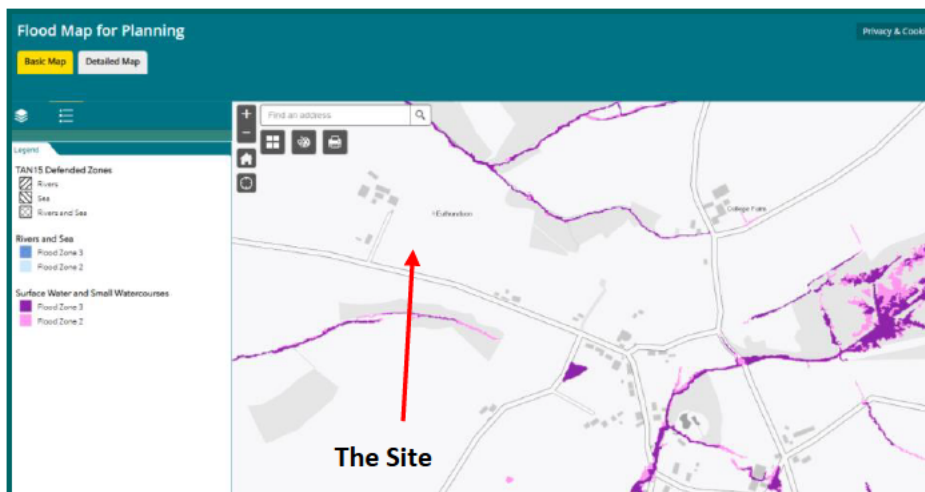 Flood Map for Planning
Privacy & Cooki
Basic Map
Detailed Map
+
Find an address
−
Legend
TAN15 Defended Zones
Rivers
Sea
Rivers and Sea
Rivers and Sea
Flood Zone 3
Flood Zone 2
Surface Water and Small Watercourses
Flood Zone 3
Flood Zone 2
The Site